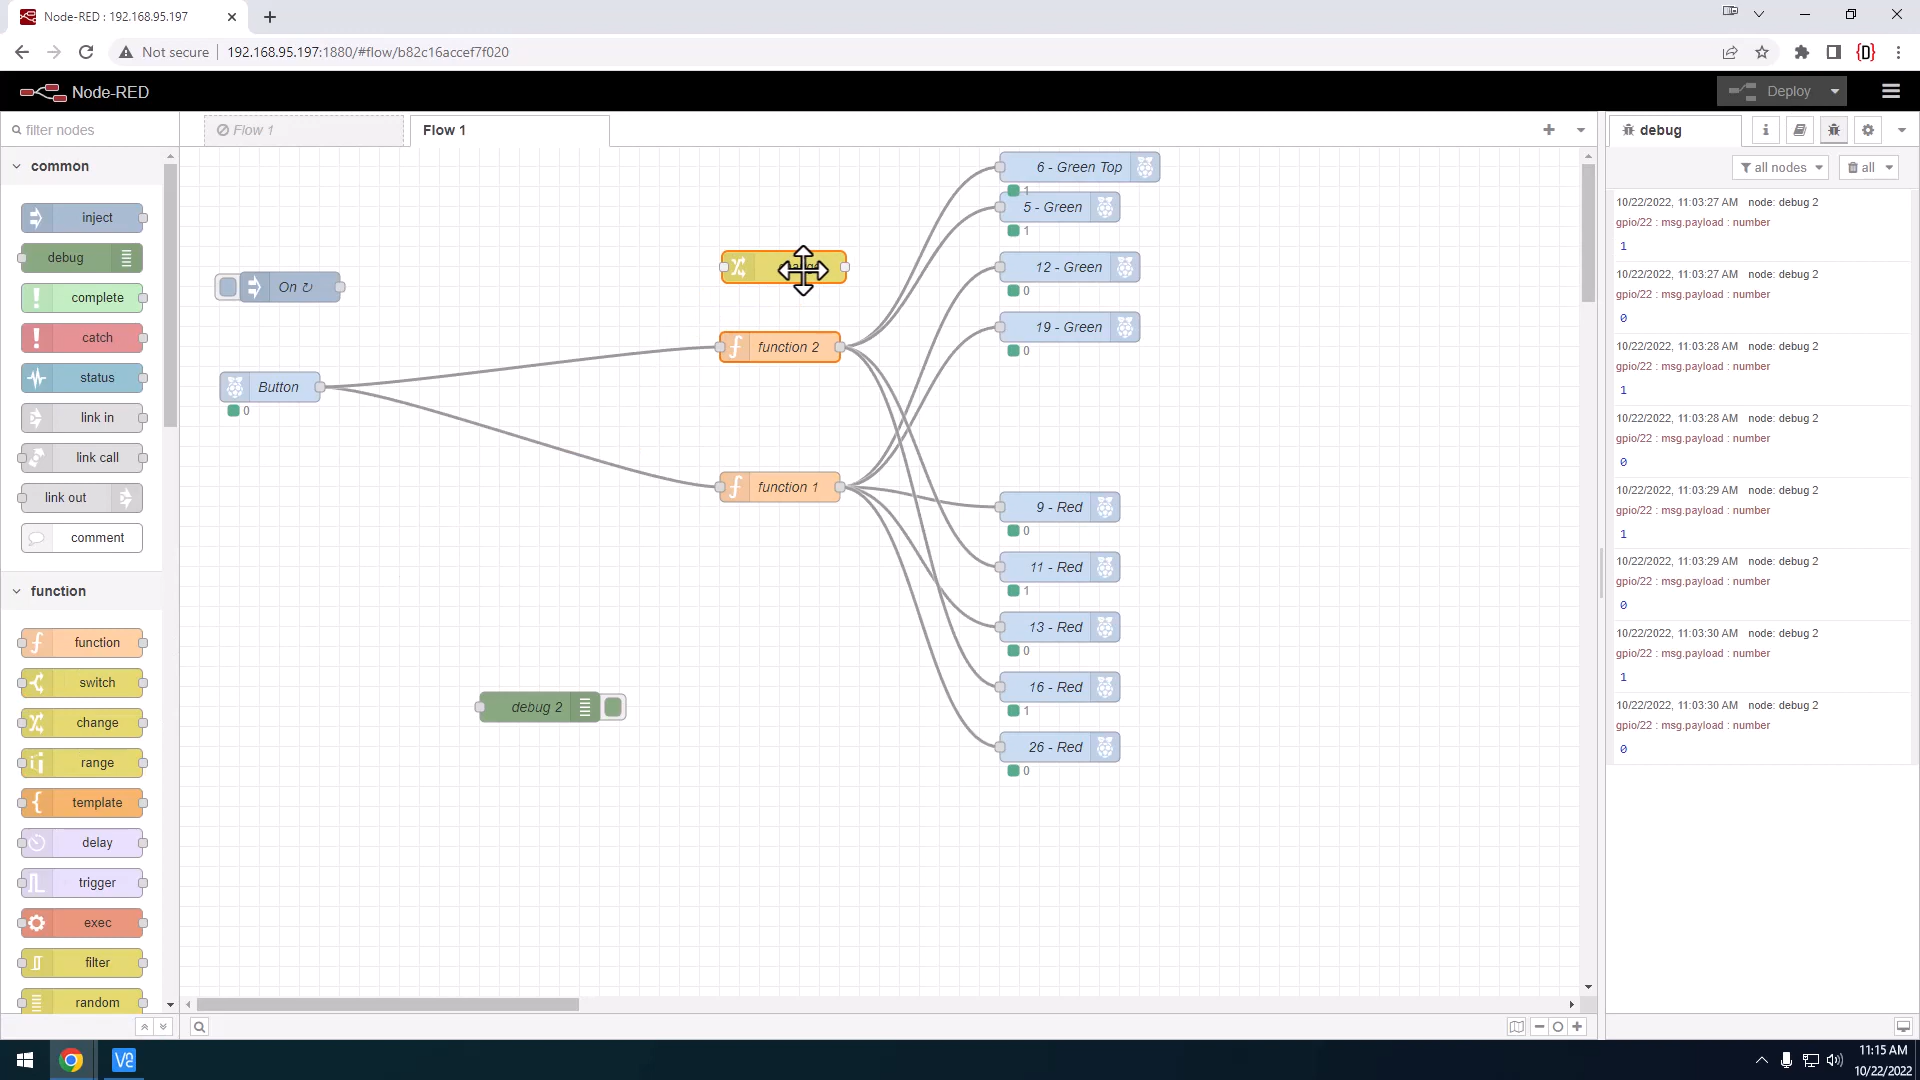 Node-RED : 192.168.95.197
Not secure
192.168.95.197:1880/#flow/b82c16accef7f020
Node-RED
Deploy
filter nodes
Flow 1
Flow 1
debug
common
all nodes
all
inject
debug
complete
catch
status
link in
link call
link out
comment
function
function
switch
change
range
template
delay
trigger
exec
filter
random
On ↻
Button
0
function 2
function 1
debug 2
6 - Green Top
1
5 - Green
1
12 - Green
0
19 - Green
0
9 - Red
0
11 - Red
1
13 - Red
0
16 - Red
1
26 - Red
0
10/22/2022, 11:03:27 AM node: debug 2
gpio/22 : msg.payload : number
1
10/22/2022, 11:03:27 AM node: debug 2
gpio/22 : msg.payload : number
0
10/22/2022, 11:03:28 AM node: debug 2
gpio/22 : msg.payload : number
1
10/22/2022, 11:03:28 AM node: debug 2
gpio/22 : msg.payload : number
0
10/22/2022, 11:03:29 AM node: debug 2
gpio/22 : msg.payload : number
1
10/22/2022, 11:03:29 AM node: debug 2
gpio/22 : msg.payload : number
0
10/22/2022, 11:03:30 AM node: debug 2
gpio/22 : msg.payload : number
1
10/22/2022, 11:03:30 AM node: debug 2
gpio/22 : msg.payload : number
0
11:15 AM
10/22/2022